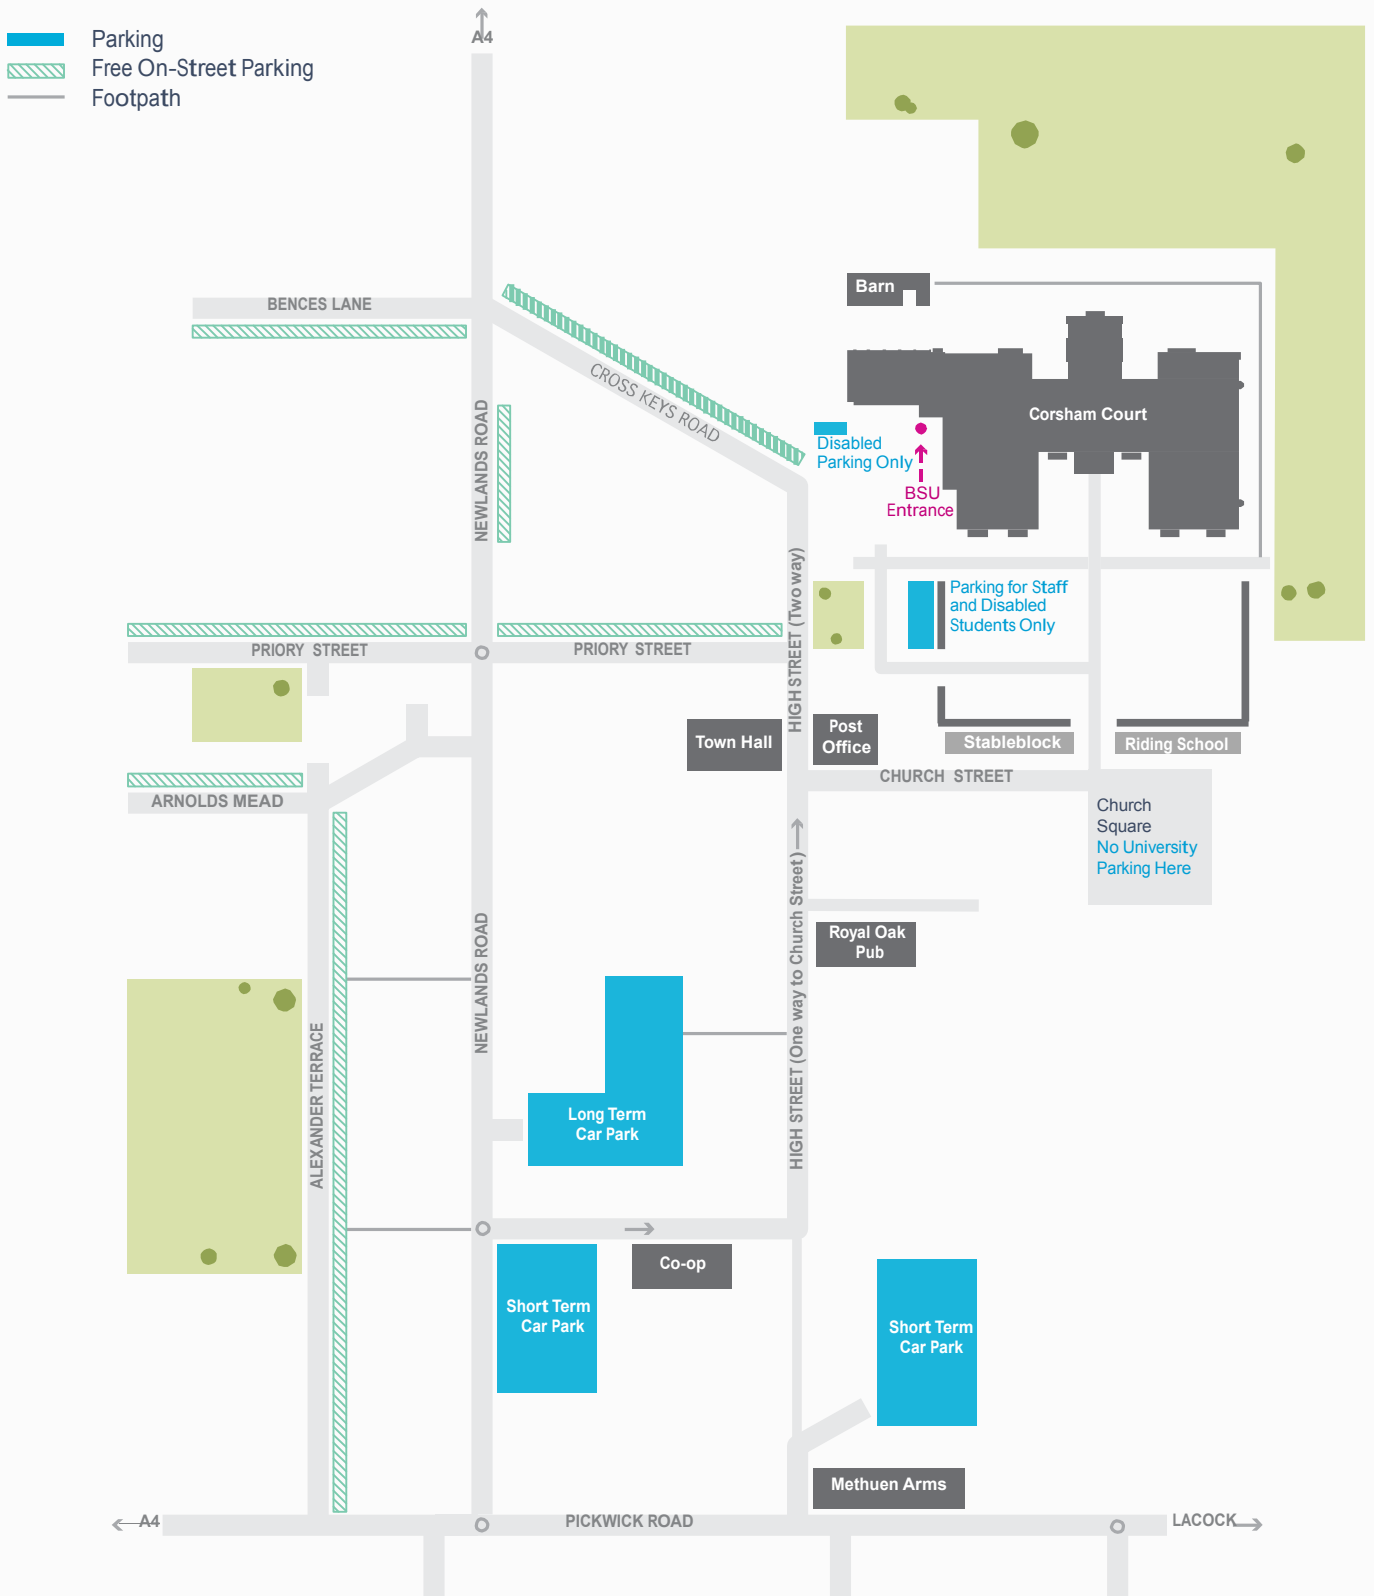 A4
Parking
Free On-Street Parking
Footpath
Barn
BENCES LANE
CROSS KEYS ROAD
NEWLANDS ROAD
Corsham Court
Disabled
Parking Only
BSU
Entrance
HIGH STREET (Two way)
Parking for Staff
and Disabled
Students Only
PRIORY STREET
PRIORY STREET
Town Hall
Post
Office
Stableblock
Riding School
CHURCH STREET
ARNOLDS MEAD
Church
Square
No University
Parking Here
HIGH STREET (One way to Church Street)
NEWLANDS ROAD
Royal Oak
Pub
ALEXANDER TERRACE
Long Term
Car Park
Co-op
Short Term
Car Park
Short Term
Car Park
Methuen Arms
A4
PICKWICK ROAD
LACOCK